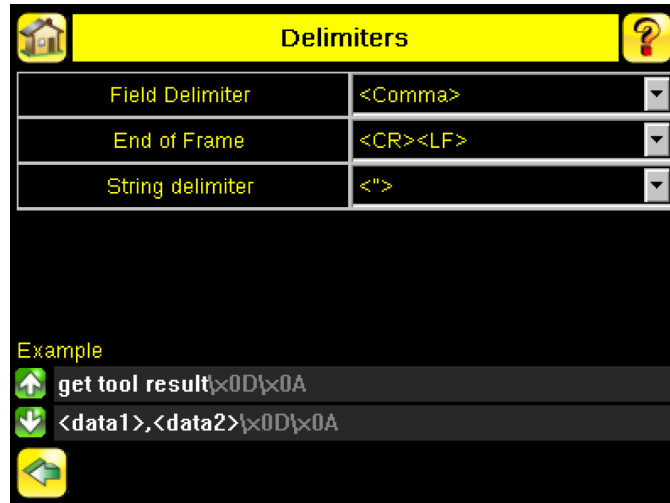 Delimiters
Field Delimiter <Comma>
End of Frame <CR><LF>
String delimiter <">
Example
get tool result\x0D\x0A
<data1>,<data2>\x0D\x0A